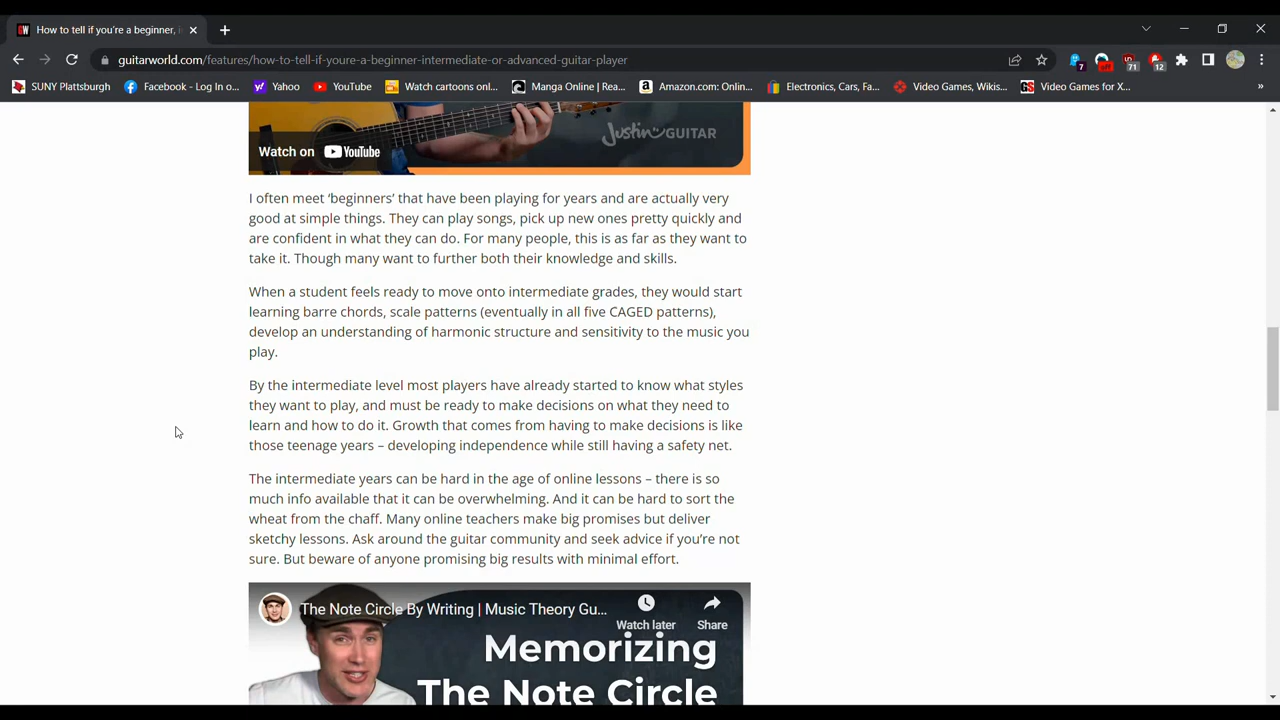 How to tell if you're a beginner,
guitarworld.com/features/how-to-tell-if-youre-a-beginner-intermediate-or-advanced-guitar-player
7
off
71
12
SUNY Plattsburgh
Facebook - Log In o...
Yahoo
YouTube
Watch cartoons onl...
Manga Online | Rea...
Amazon.com: Onlin...
Electronics, Cars, Fa...
Video Games, Wikis...
Video Games for X...
»
JustinGUITAR
Watch on YouTube
I often meet ‘beginners’ that have been playing for years and are actually very
good at simple things. They can play songs, pick up new ones pretty quickly and
are confident in what they can do. For many people, this is as far as they want to
take it. Though many want to further both their knowledge and skills.
When a student feels ready to move onto intermediate grades, they would start
learning barre chords, scale patterns (eventually in all five CAGED patterns),
develop an understanding of harmonic structure and sensitivity to the music you
play.
By the intermediate level most players have already started to know what styles
they want to play, and must be ready to make decisions on what they need to
learn and how to do it. Growth that comes from having to make decisions is like
those teenage years – developing independence while still having a safety net.
The intermediate years can be hard in the age of online lessons – there is so
much info available that it can be overwhelming. And it can be hard to sort the
wheat from the chaff. Many online teachers make big promises but deliver
sketchy lessons. Ask around the guitar community and seek advice if you’re not
sure. But beware of anyone promising big results with minimal effort.
The Note Circle By Writing | Music Theory Gu...
Watch later
Share
Memorizing
The Note Circle